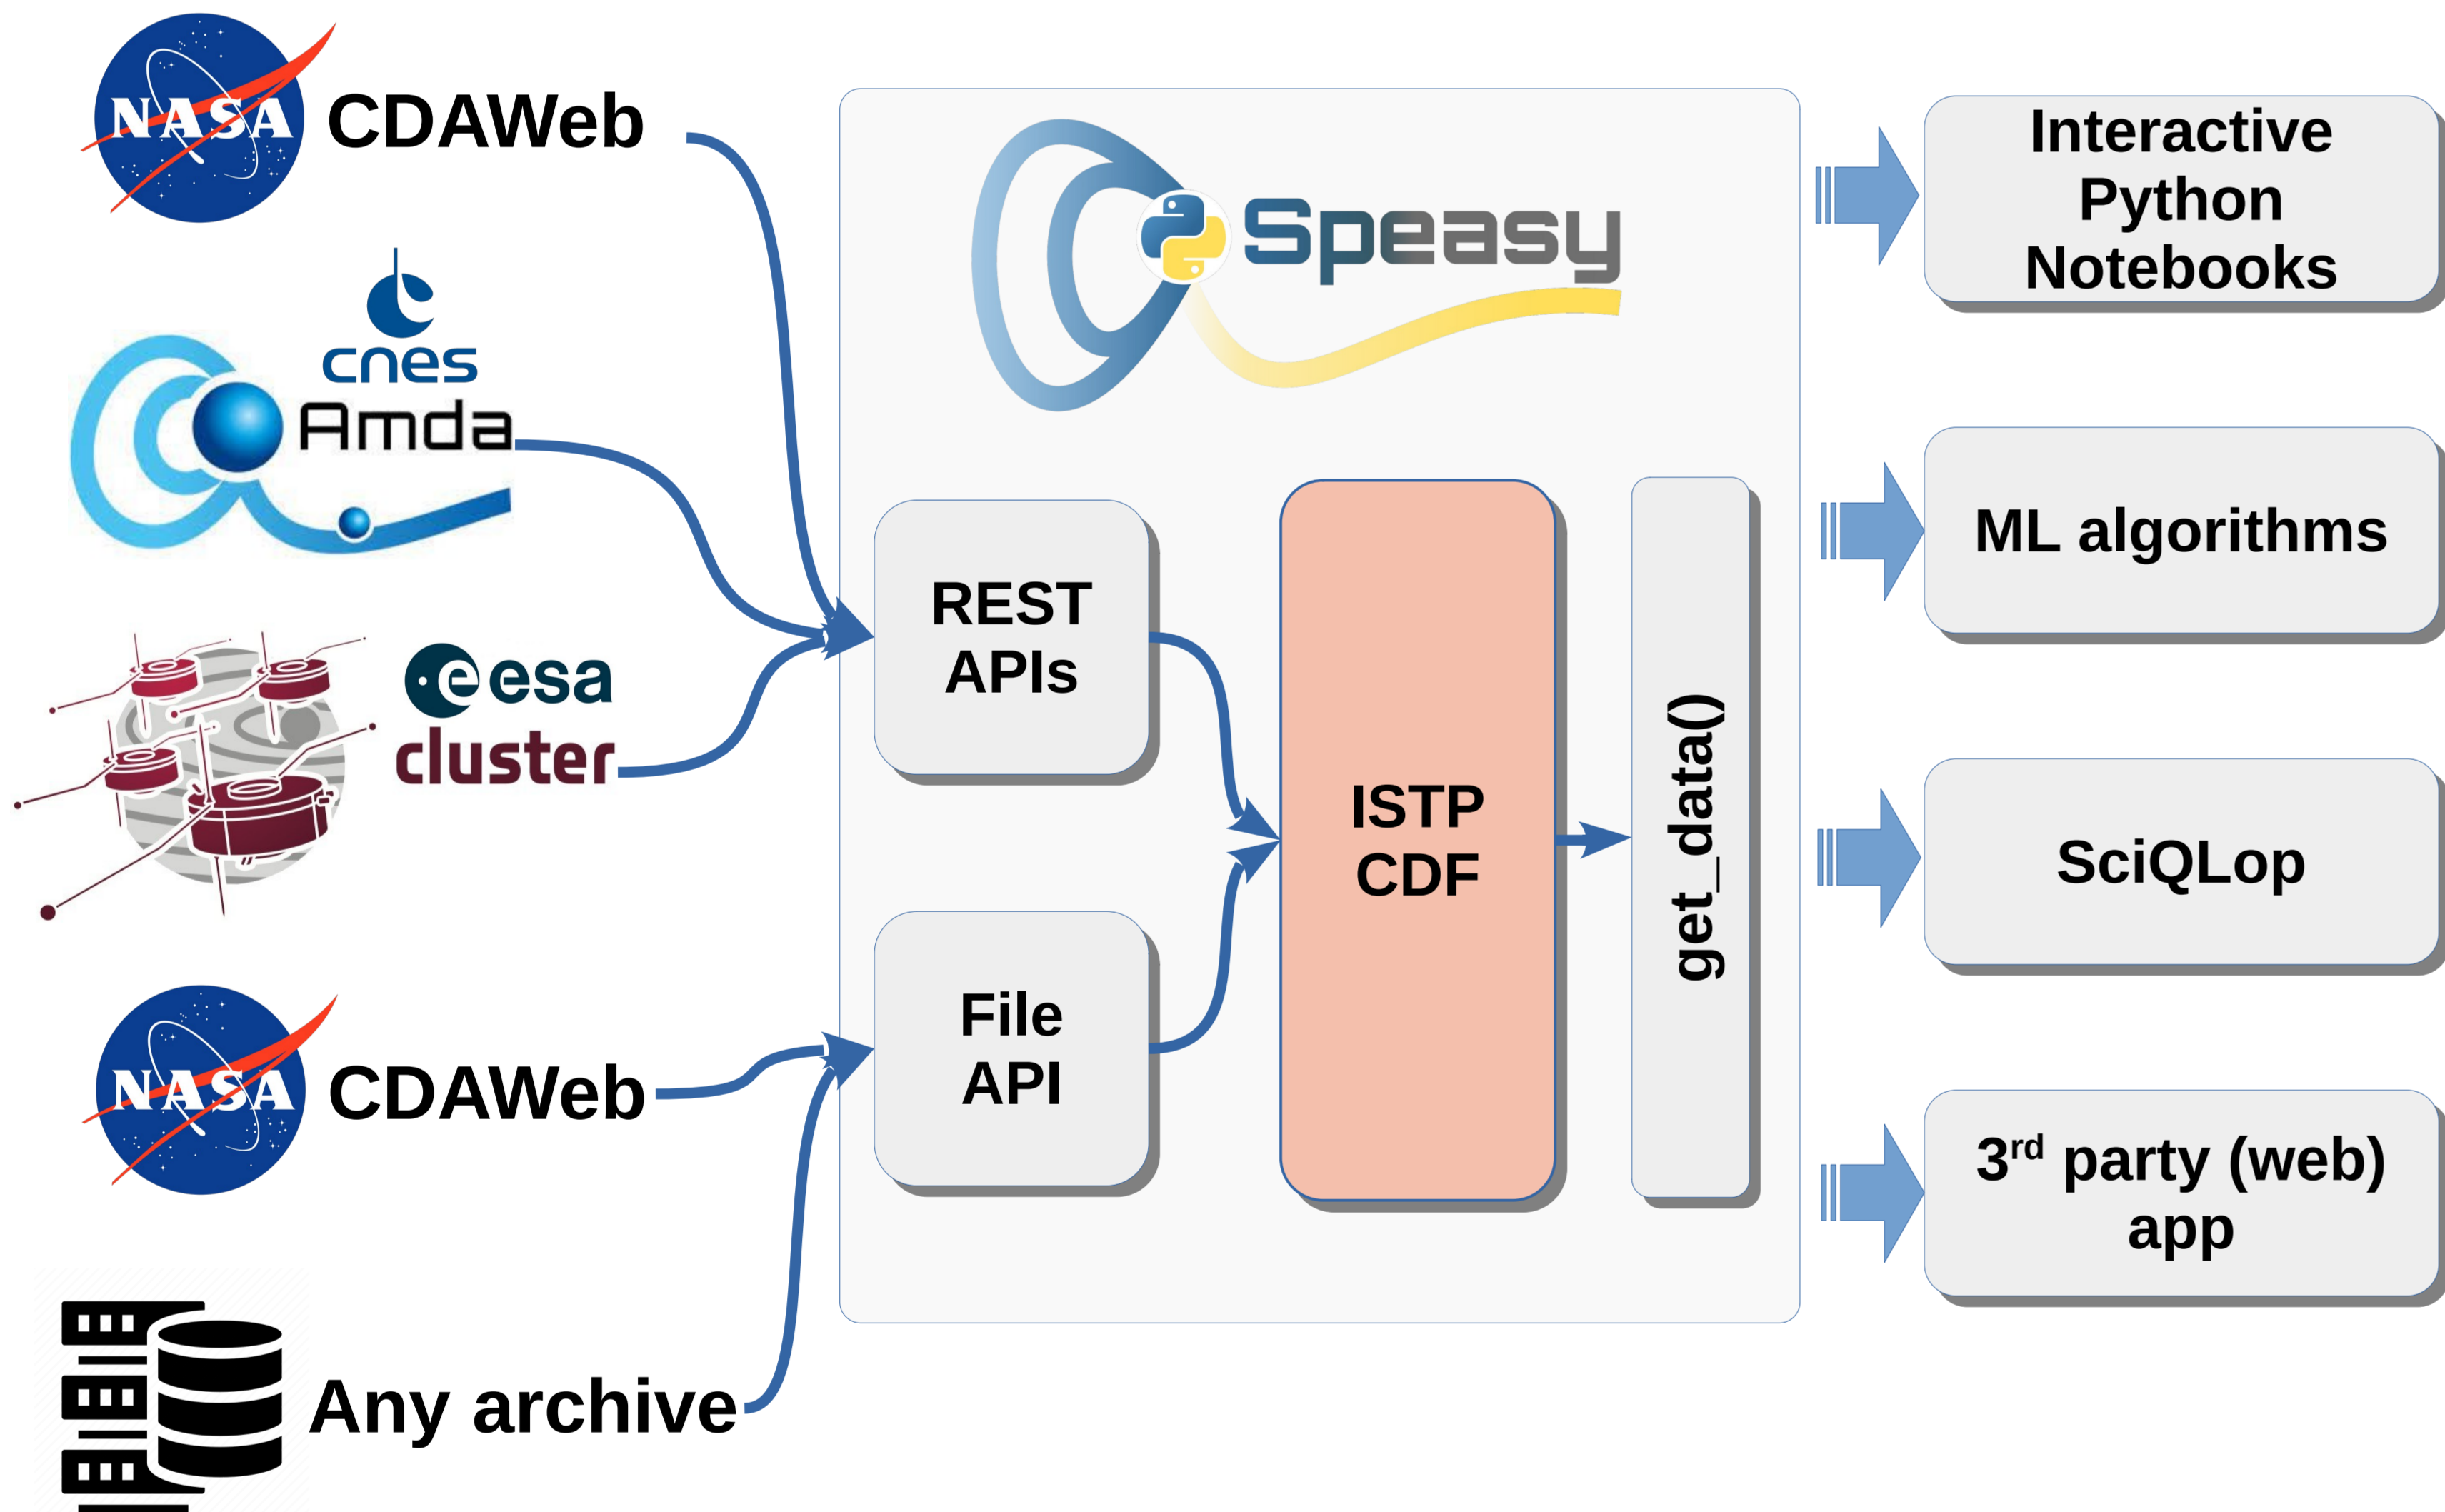 NASA
CDAWeb
cnes
Amda
esa
cluster
NASA
CDAWeb
Any archive
Speasy
REST
APIs
File
API
ISTP
CDF
get_data()
Interactive
Python
Notebooks
ML algorithms
SciQLop
3rd party (web)
app